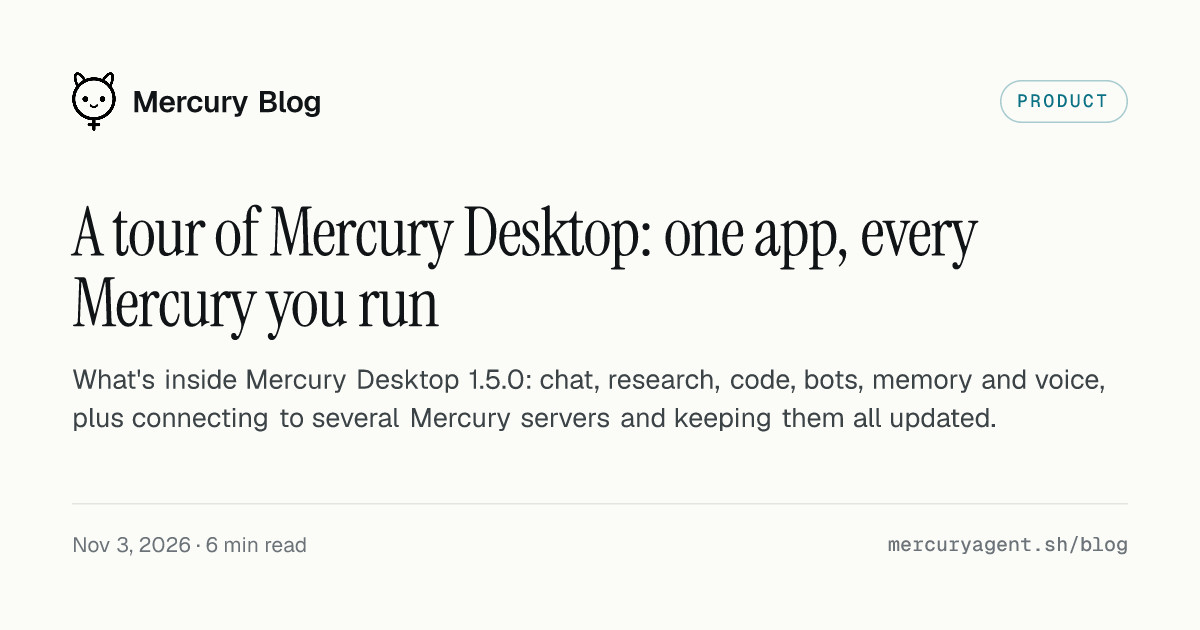 Mercury Blog
PRODUCT
A tour of Mercury Desktop: one app, every
Mercury you run
What's inside Mercury Desktop 1.5.0: chat, research, code, bots, memory and voice,
plus connecting to several Mercury servers and keeping them all updated.
Nov 3, 2026 · 6 min read
mercuryagent.sh/blog